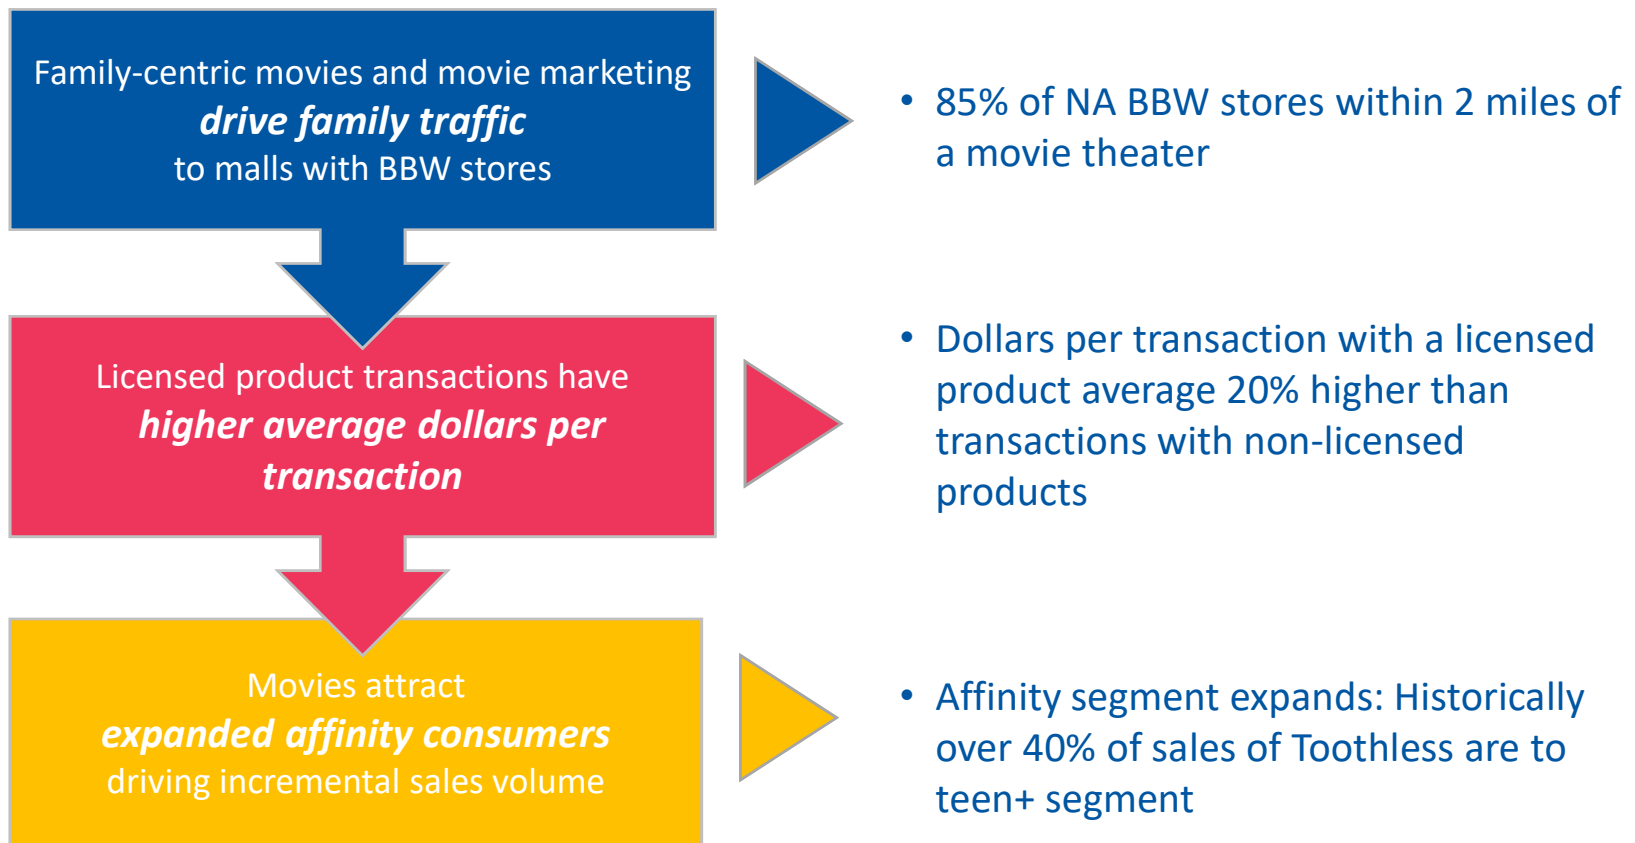 Family-centric movies and movie marketing
drive family traffic
to malls with BBW stores
• 85% of NA BBW stores within 2 miles of
a movie theater
Licensed product transactions have
higher average dollars per
transaction
• Dollars per transaction with a licensed
product average 20% higher than
transactions with non-licensed
products
Movies attract
expanded affinity consumers
driving incremental sales volume
• Affinity segment expands: Historically
over 40% of sales of Toothless are to
teen+ segment